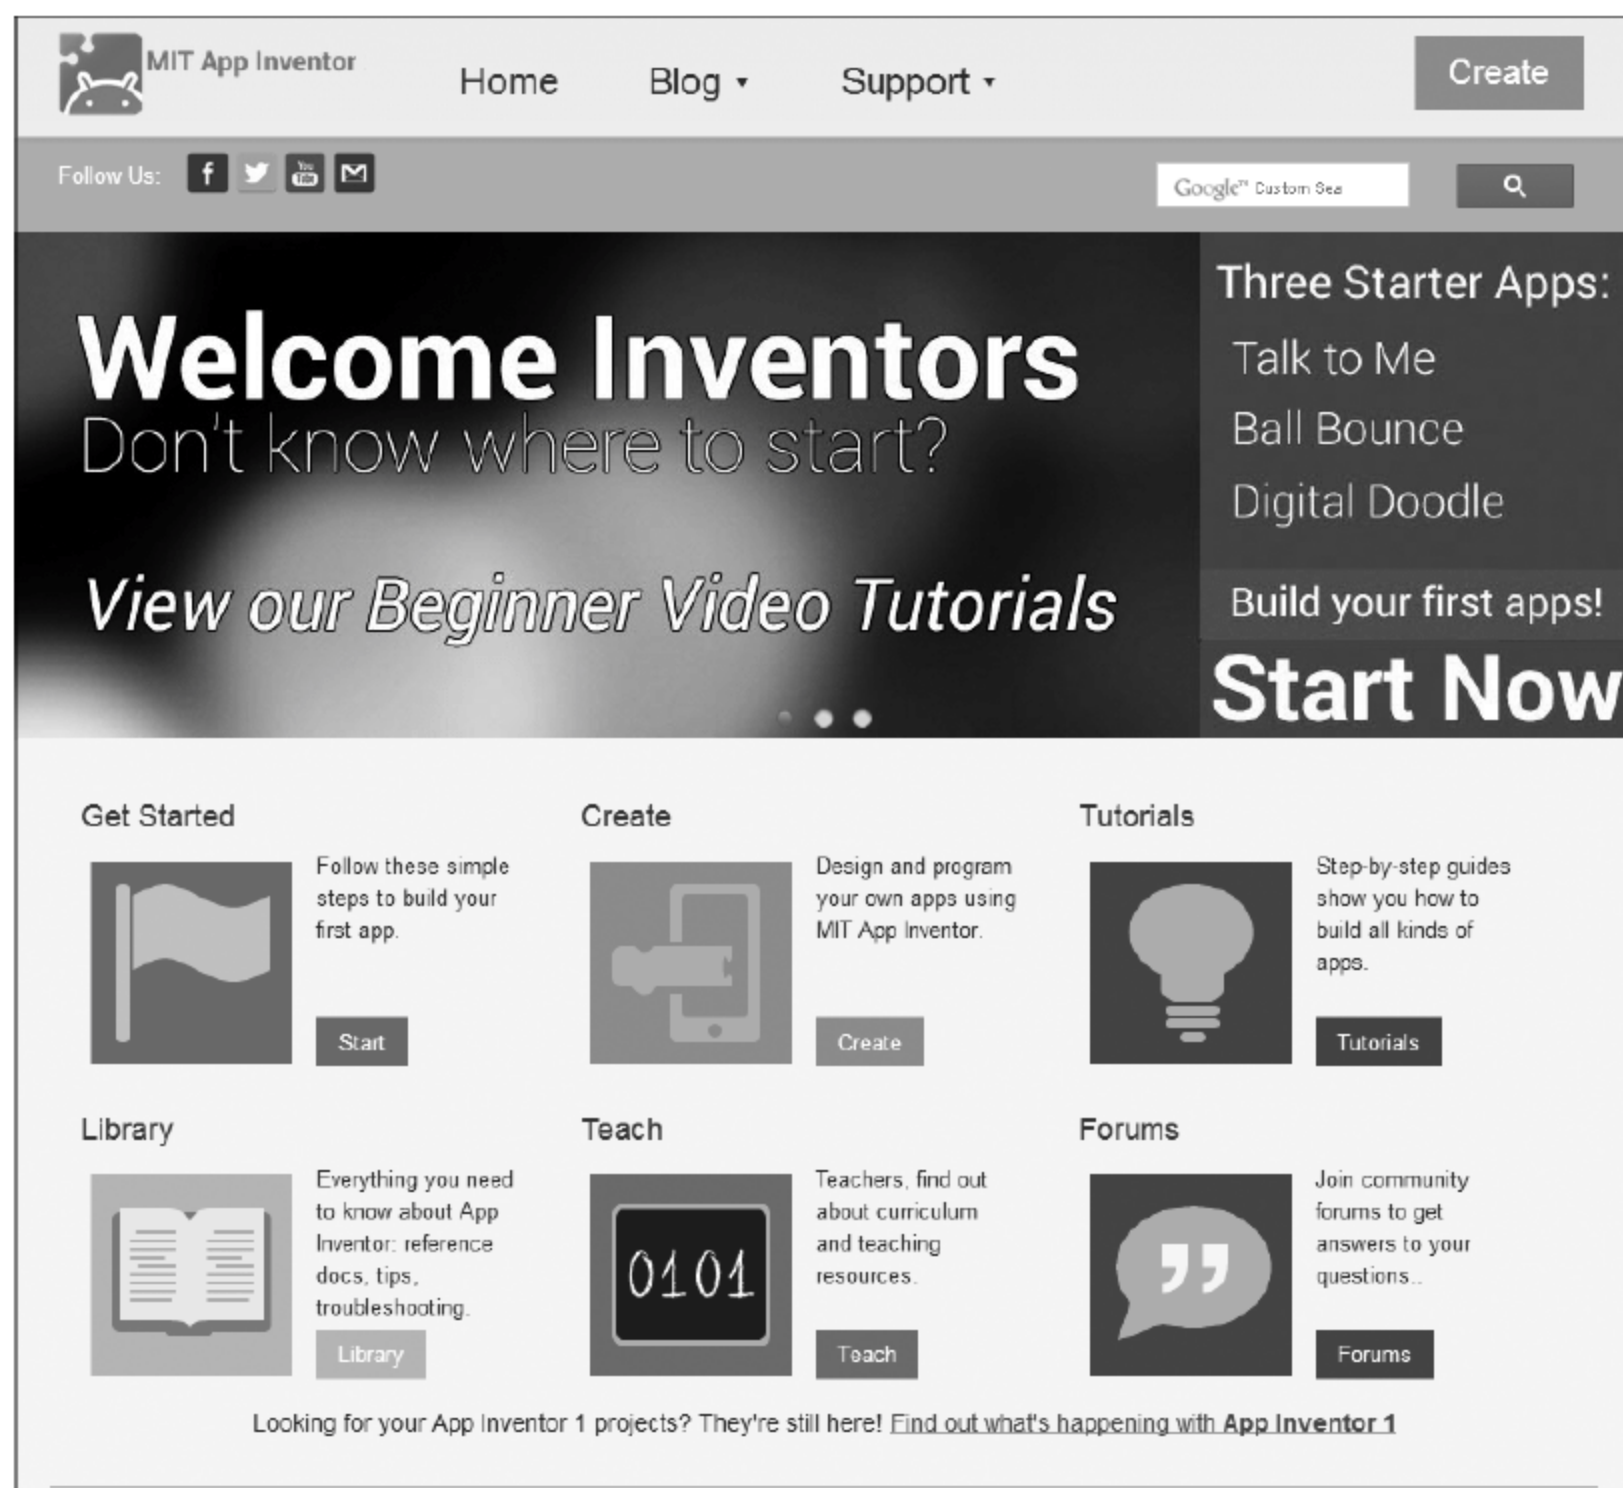 MIT App Inventor
Home
Blog ▾
Support ▾
Create
Follow Us:
f
You
Tube
Google™ Custom Sea
Welcome Inventors
Don't know where to start?
View our Beginner Video Tutorials
Three Starter Apps:
Talk to Me
Ball Bounce
Digital Doodle
Build your first apps!
Start Now
Get Started
Follow these simple
steps to build your
first app.
Start
Create
Design and program
your own apps using
MIT App Inventor.
Create
Tutorials
Step-by-step guides
show you how to
build all kinds of
apps.
Tutorials
Library
Everything you need
to know about App
Inventor: reference
docs, tips,
troubleshooting.
Library
Teach
0101
Teachers, find out
about curriculum
and teaching
resources.
Teach
Forums
Join community
forums to get
answers to your
questions..
Forums
Looking for your App Inventor 1 projects? They're still here! Find out what's happening with App Inventor 1